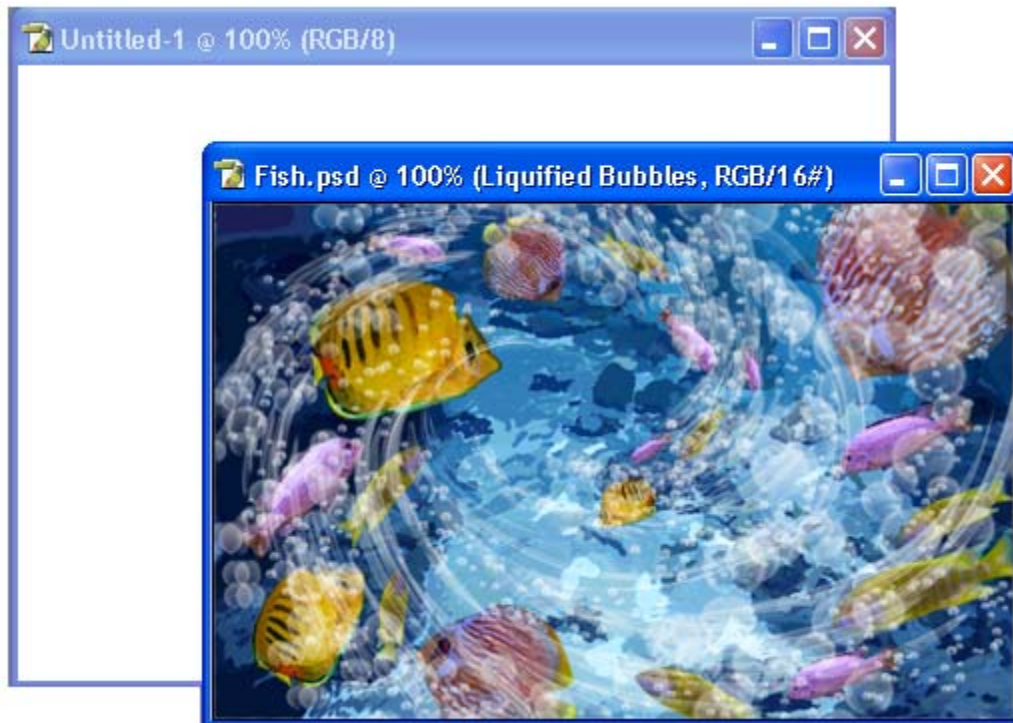 Untitled-1 @ 100% (RGB/8)
Fish.psd @ 100% (Liquified Bubbles, RGB/16#)